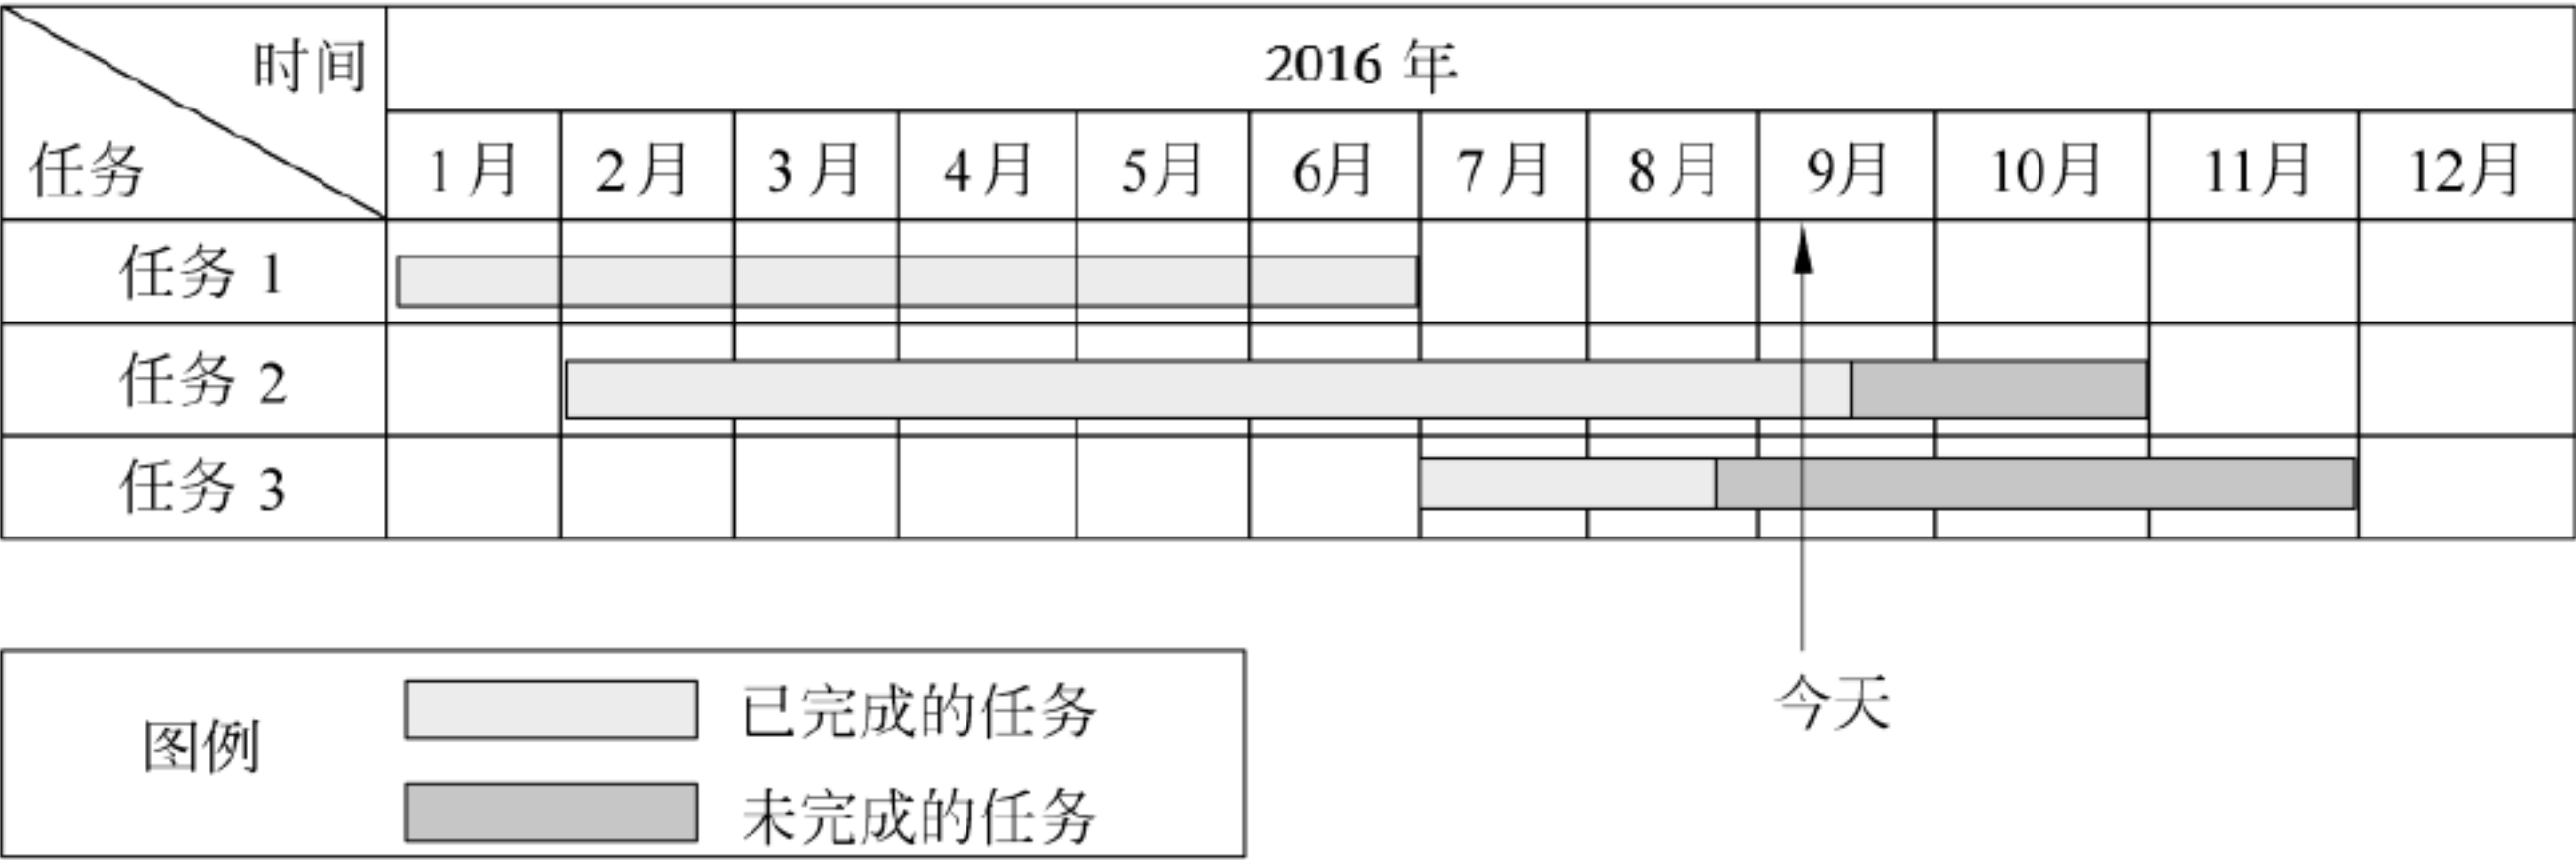 时间
2016 年
任务
1月 2月 3月 4月 5月 6月 7月 8月 9月 10月 11月 12月
任务 1
任务 2
任务 3
今天
图例
已完成的任务
未完成的任务